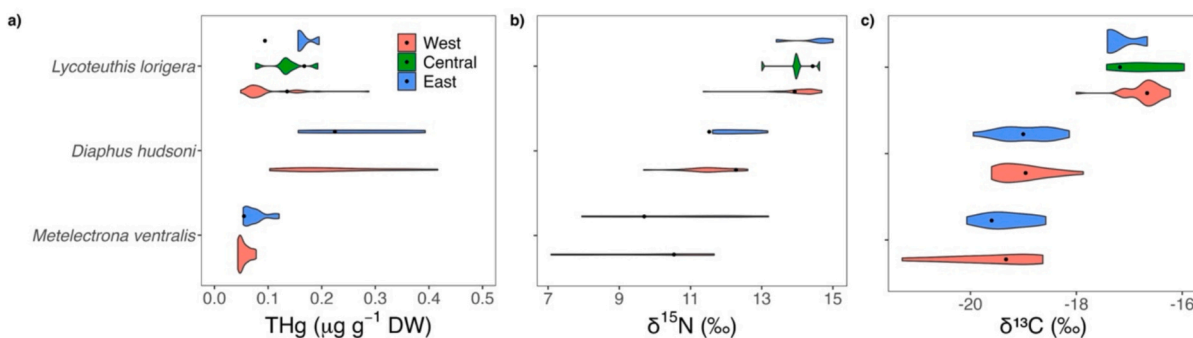 a)
West
Central
East
Lycoteuthis lorigera
Diaphus hudsoni
Metelectrona ventralis
0.0 0.1 0.2 0.3 0.4 0.5
THg (μg g⁻¹ DW)
b)
7 9 11 13 15
δ¹⁵N (‰)
c)
-20 -18 -16
δ¹³C (‰)